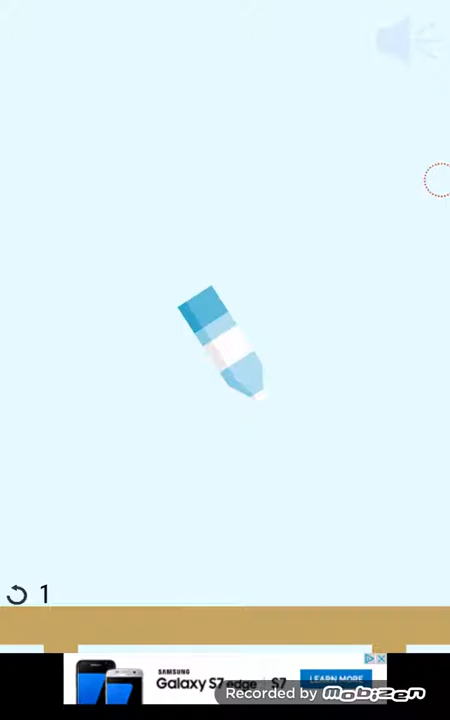 1
SAMSUNG
Galaxy S7 edge | S7
LEARN MORE
Recorded by mobizen